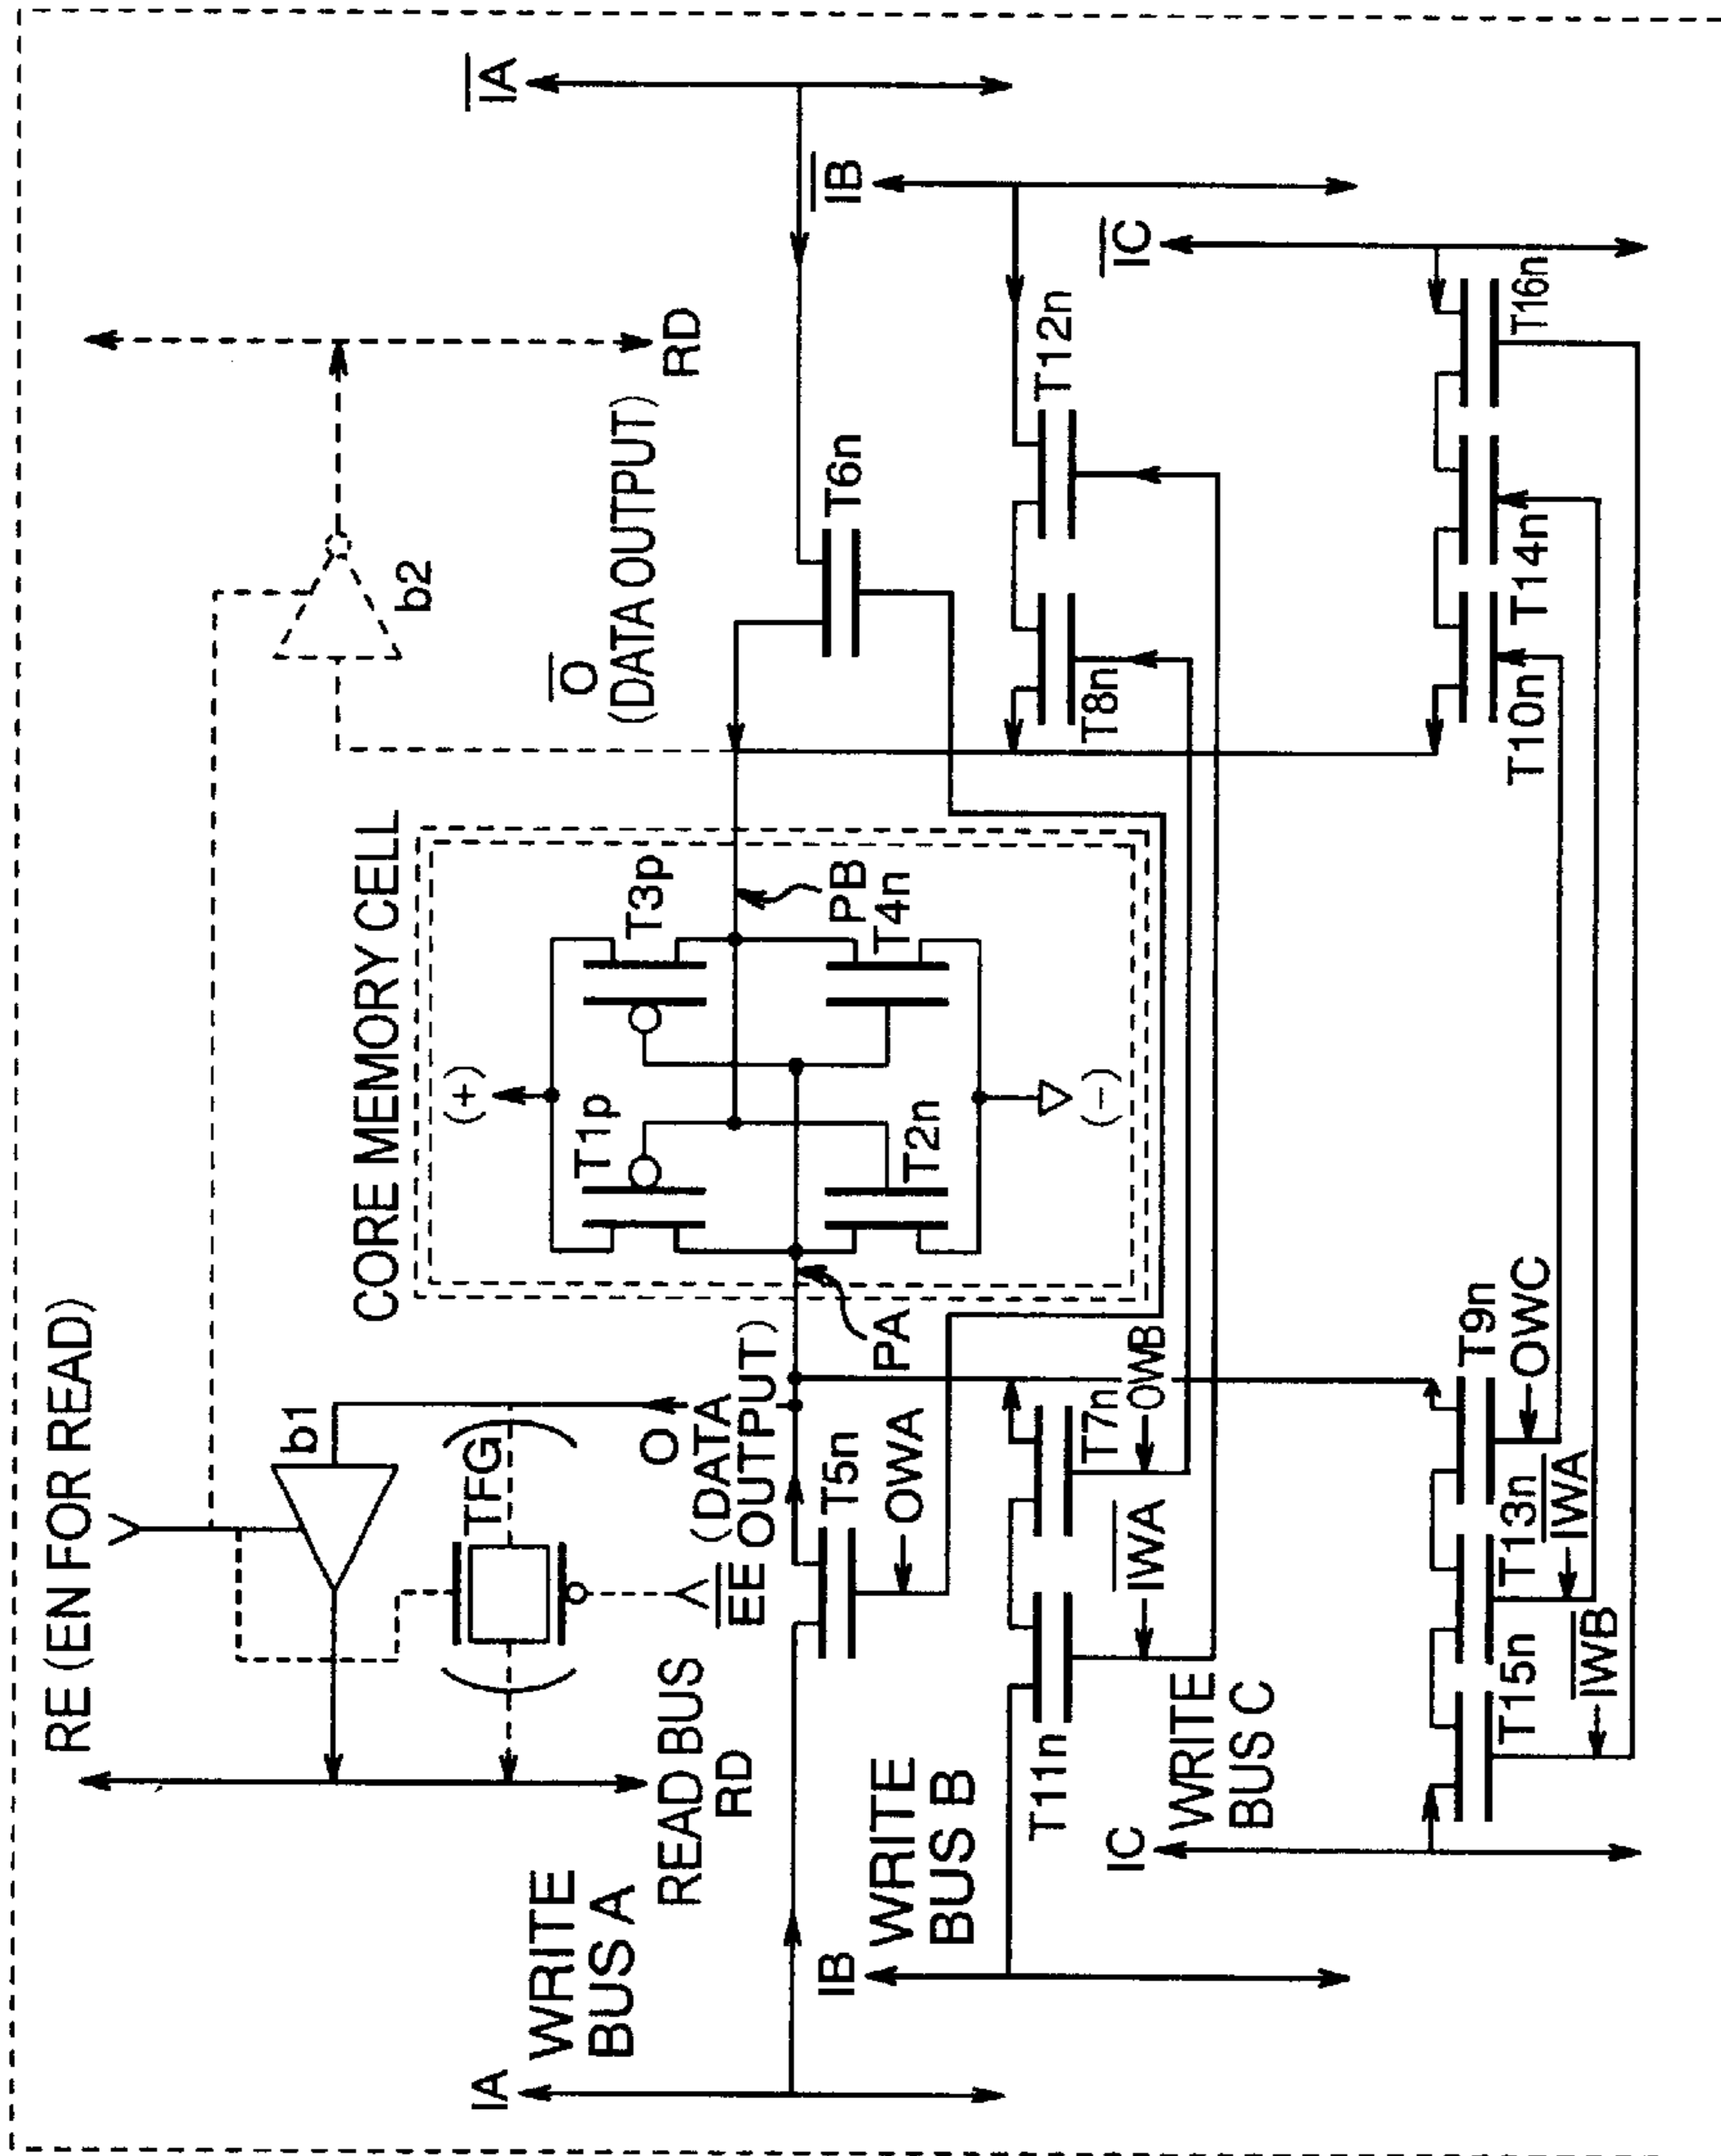 RE (EN FOR READ)
b1
TFG
EE
O
(DATA
OUTPUT)
READ BUS
RD
WRITE
BUS A
IA
T5n
OWA
PA
CORE MEMORY CELL
(+)
T1p
T3p
T2n
T4n
PB
(-)
b2
RD
O
(DATA OUTPUT)
IA
T6n
IB
T12n
T8n
IC
T16n
T14n
T10n
WRITE
BUS B
IB
T11n
T7n
OWB
IWA
WRITE
BUS C
IC
T15n
T13n
T9n
OWC
IWA
IWB